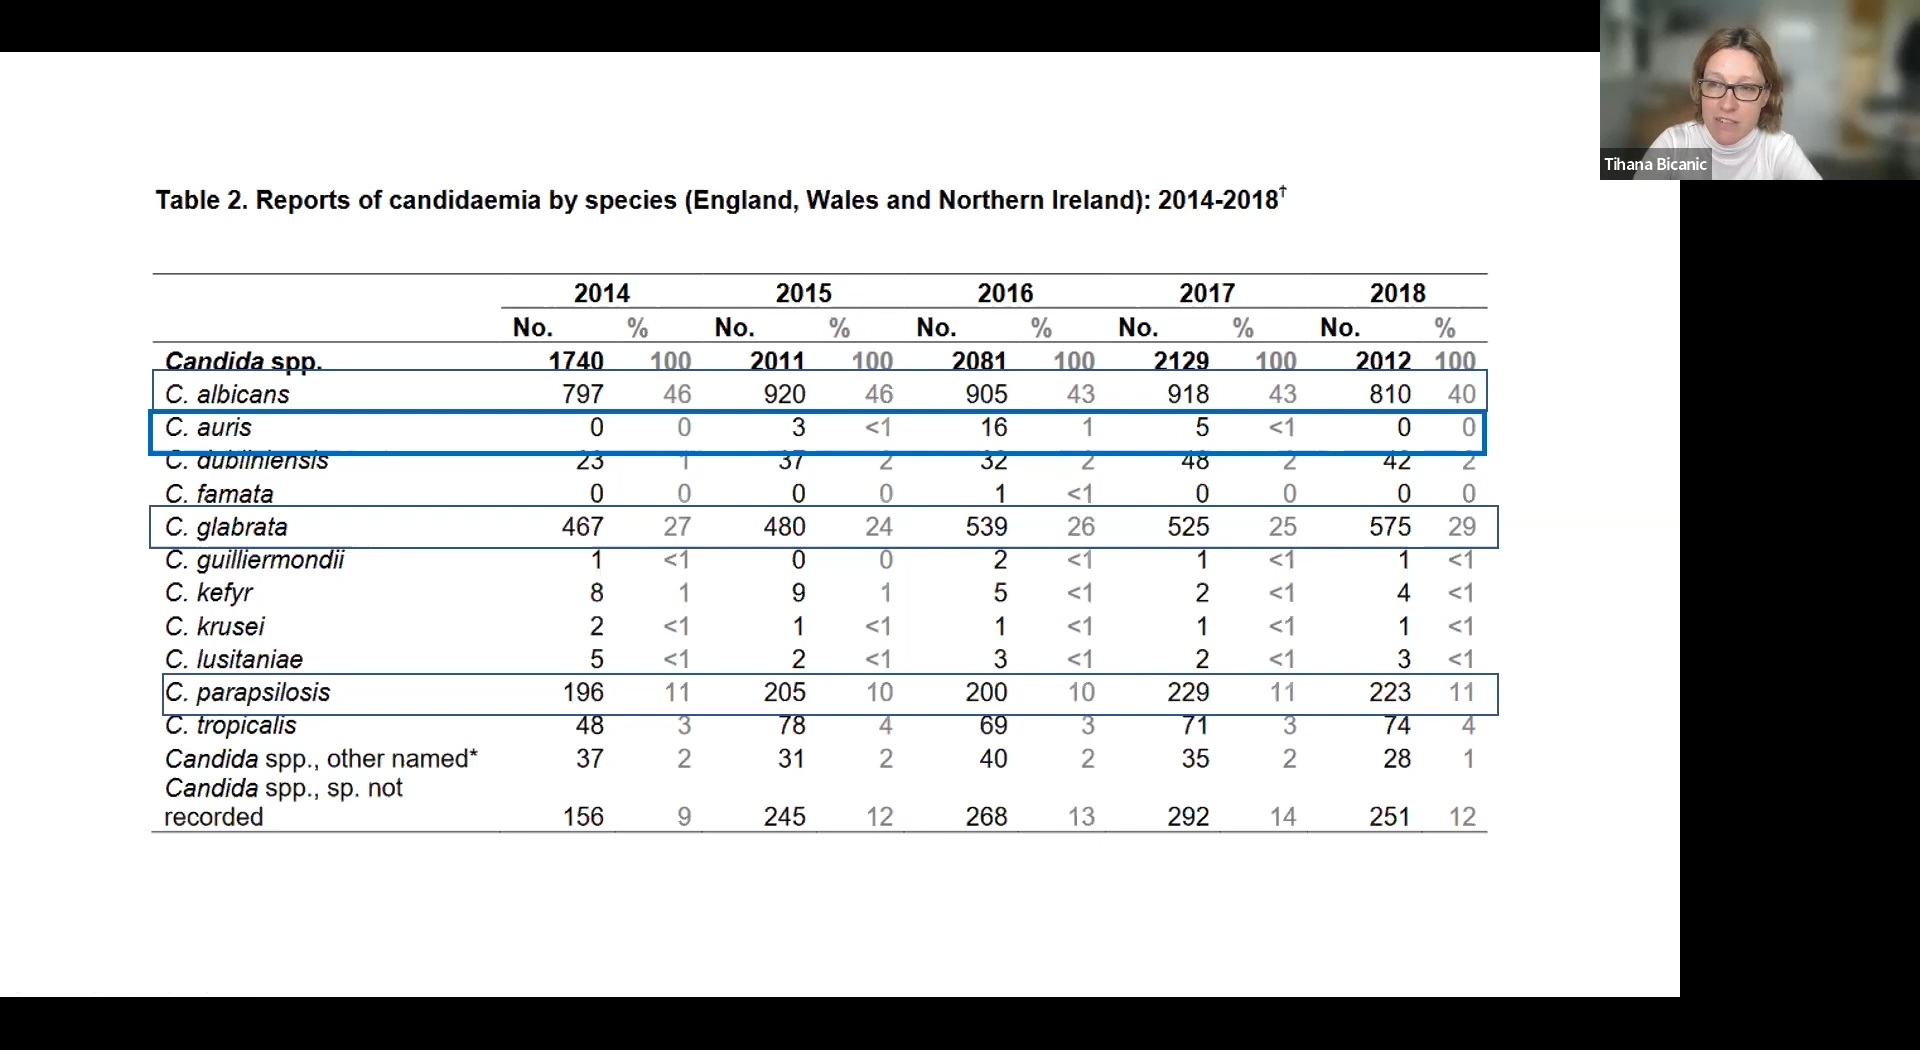 Tihana Bicanic
Table 2. Reports of candidaemia by species (England, Wales and Northern Ireland): 2014-2018†
2014 2015 2016 2017 2018
No. % No. % No. % No. % No. %
Candida spp. 1740 100 2011 100 2081 100 2129 100 2012 100
C. albicans 797 46 920 46 905 43 918 43 810 40
C. auris 0 0 3 <1 16 1 5 <1 0 0
C. dubliniensis 23 1 37 2 32 2 48 2 42 2
C. famata 0 0 0 0 1 <1 0 0 0 0
C. glabrata 467 27 480 24 539 26 525 25 575 29
C. guilliermondii 1 <1 0 0 2 <1 1 <1 1 <1
C. kefyr 8 1 9 1 5 <1 2 <1 4 <1
C. krusei 2 <1 1 <1 1 <1 1 <1 1 <1
C. lusitaniae 5 <1 2 <1 3 <1 2 <1 3 <1
C. parapsilosis 196 11 205 10 200 10 229 11 223 11
C. tropicalis 48 3 78 4 69 3 71 3 74 4
Candida spp., other named* 37 2 31 2 40 2 35 2 28 1
Candida spp., sp. not
recorded 156 9 245 12 268 13 292 14 251 12